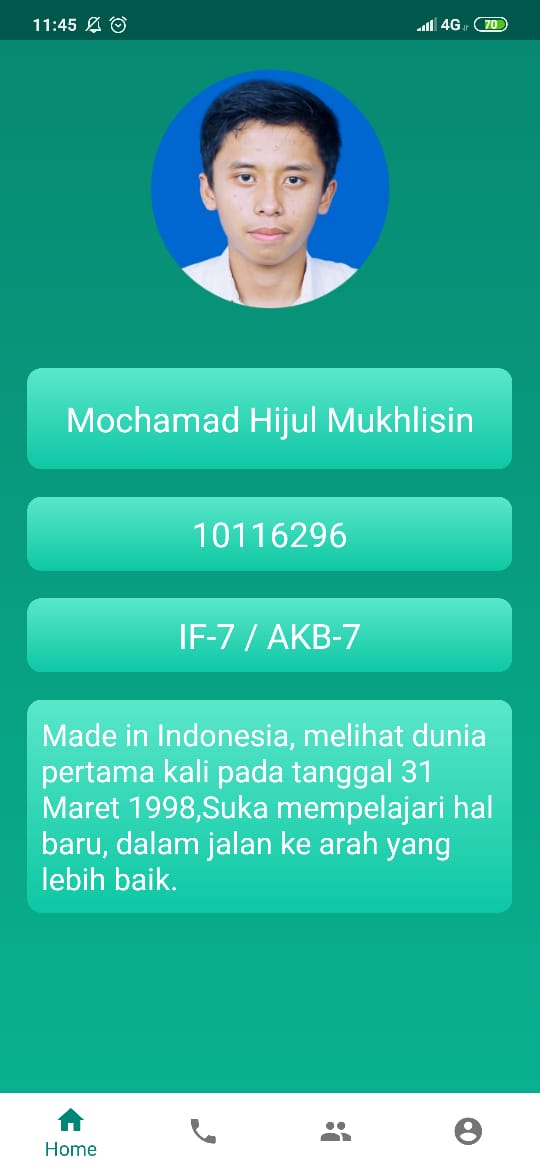 11:45 4G 70
Mochamad Hijul Mukhlisin
10116296
IF-7 / AKB-7
Made in Indonesia, melihat dunia
pertama kali pada tanggal 31
Maret 1998,Suka mempelajari hal
baru, dalam jalan ke arah yang
lebih baik.
Home